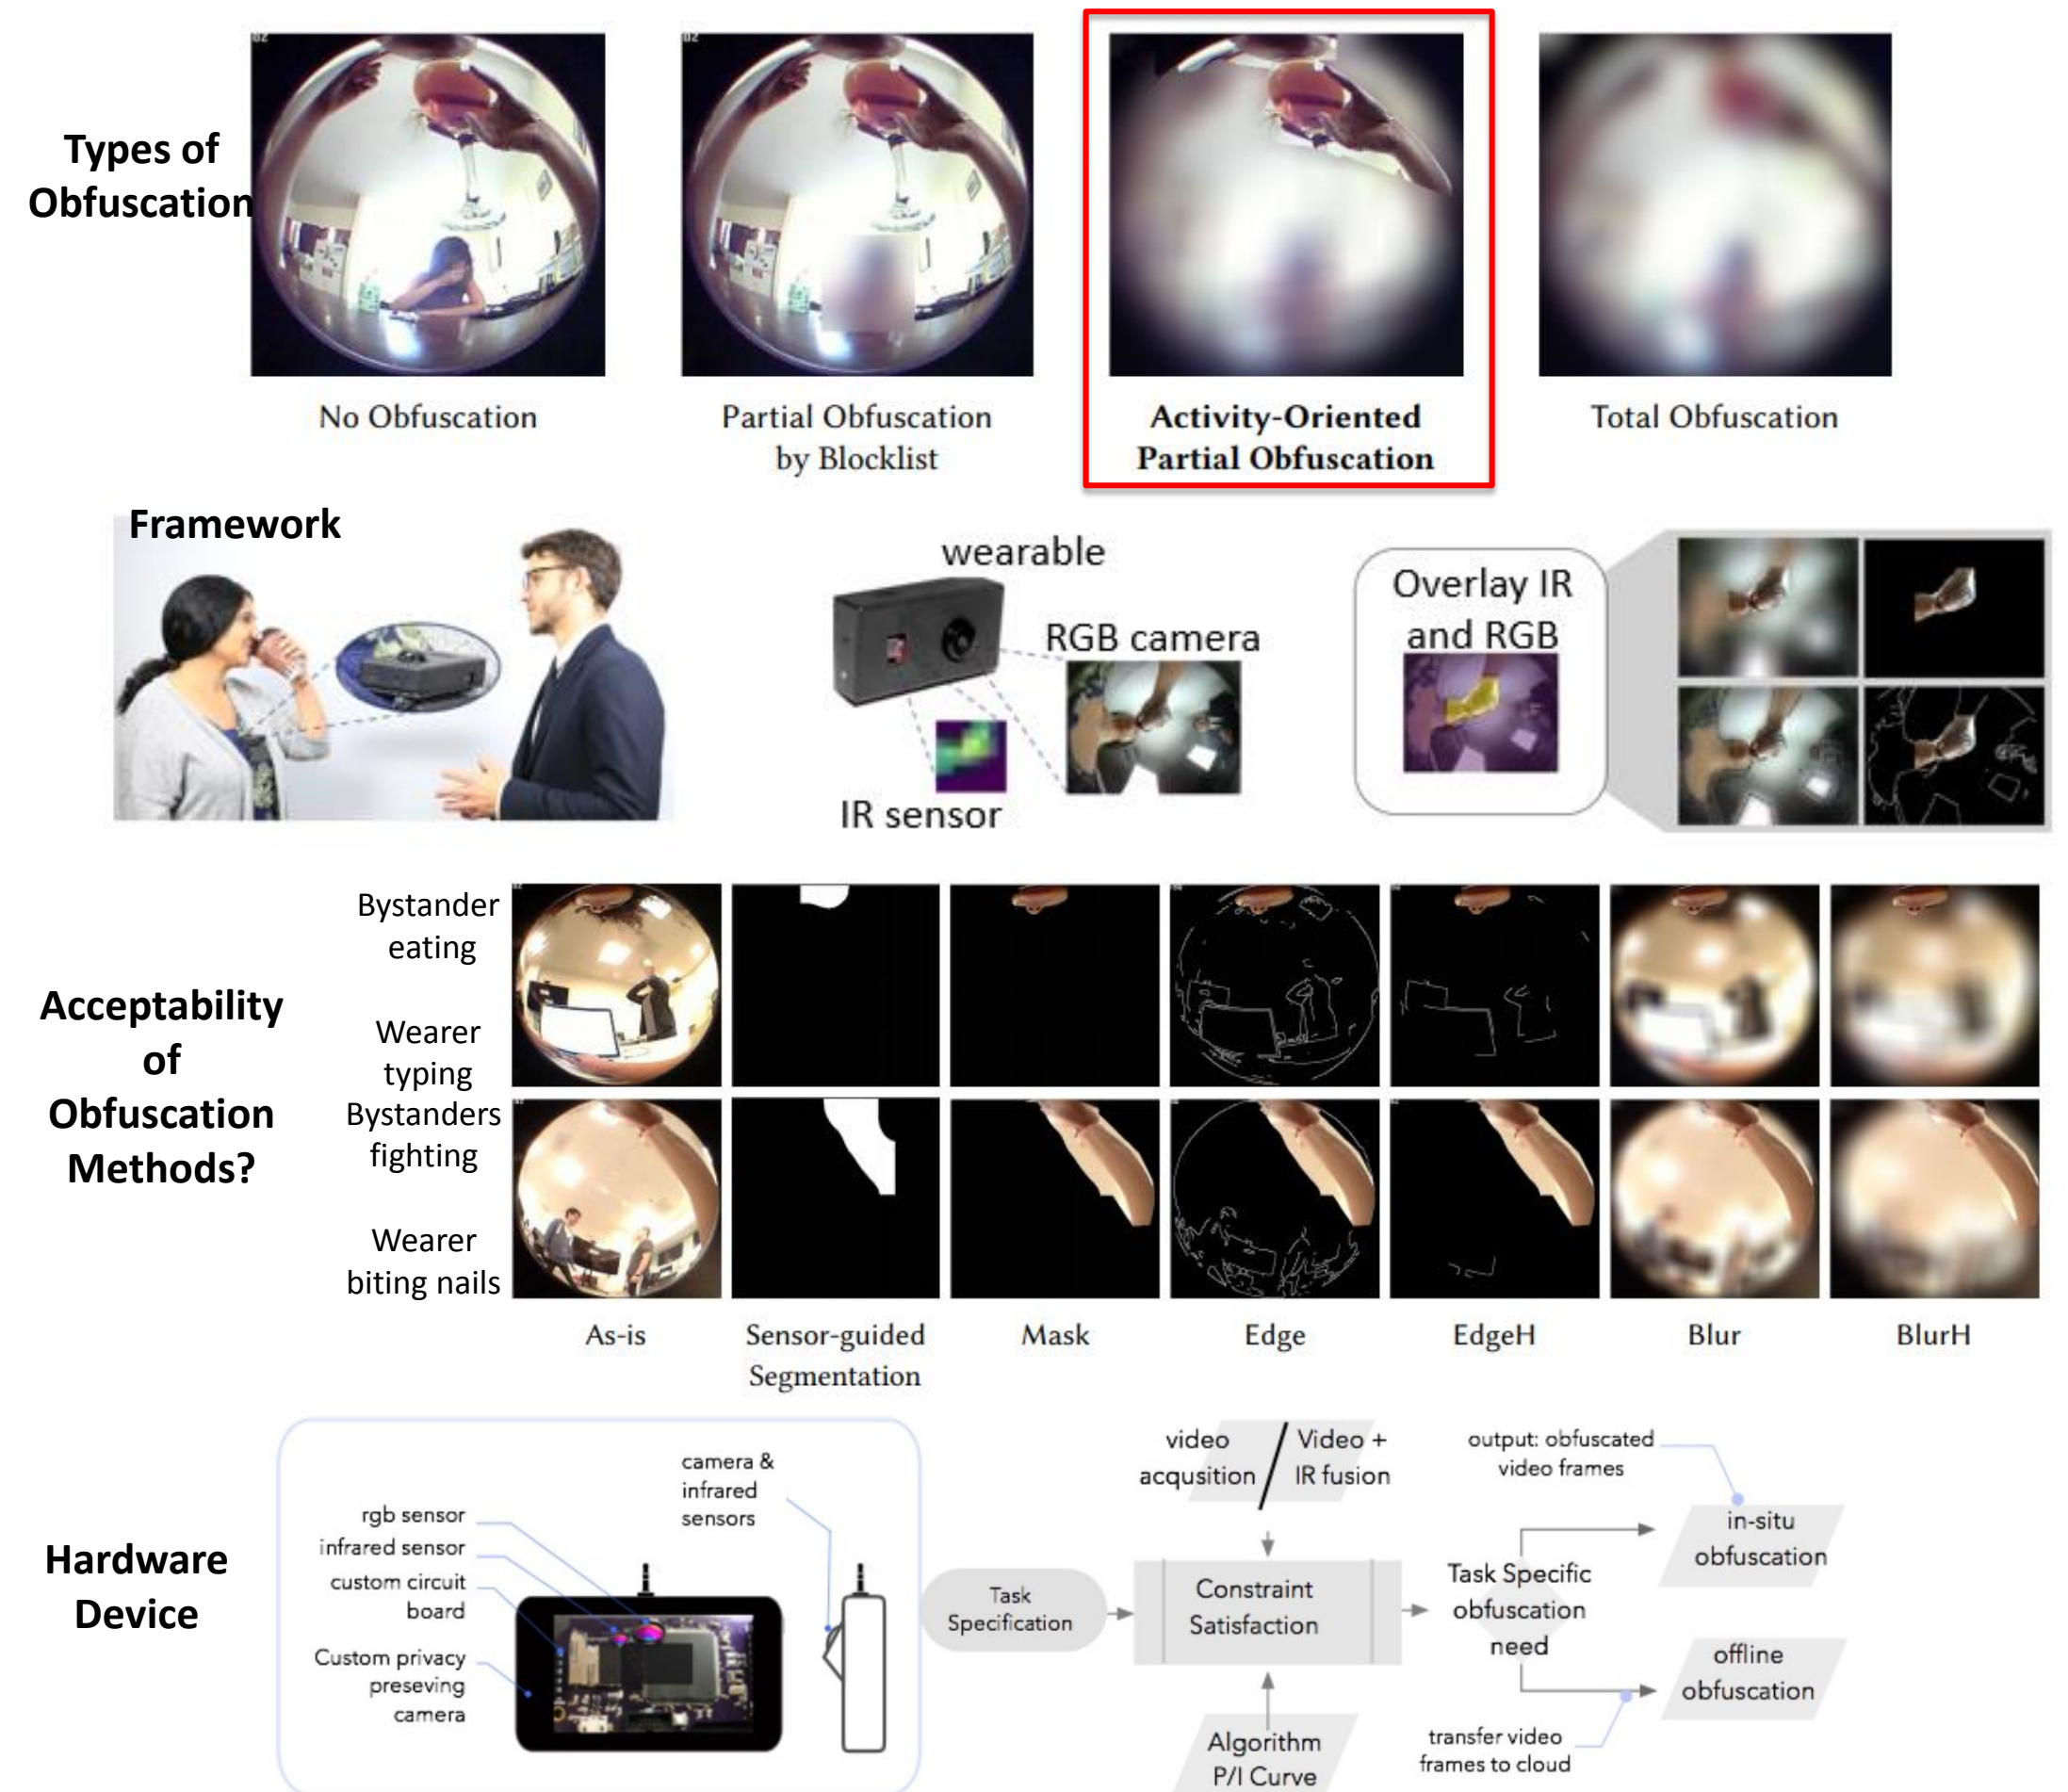 Types of
Obfuscation
No Obfuscation
Partial Obfuscation
by Blocklist
Activity-Oriented
Partial Obfuscation
Total Obfuscation
Framework
wearable
RGB camera
IR sensor
Overlay IR
and RGB
Acceptability
of
Obfuscation
Methods?
Bystander
eating
Wearer
typing
Bystanders
fighting
Wearer
biting nails
As-is
Sensor-guided
Segmentation
Mask
Edge
EdgeH
Blur
BlurH
Hardware
Device
rgb sensor
infrared sensor
custom circuit
board
Custom privacy
preseving
camera
camera &
infrared
sensors
Task
Specification
video
acqusition
Video +
IR fusion
Constraint
Satisfaction
Algorithm
P/I Curve
Task Specific
obfuscation
need
output: obfuscated
video frames
in-situ
obfuscation
offline
obfuscation
transfer video
frames to cloud